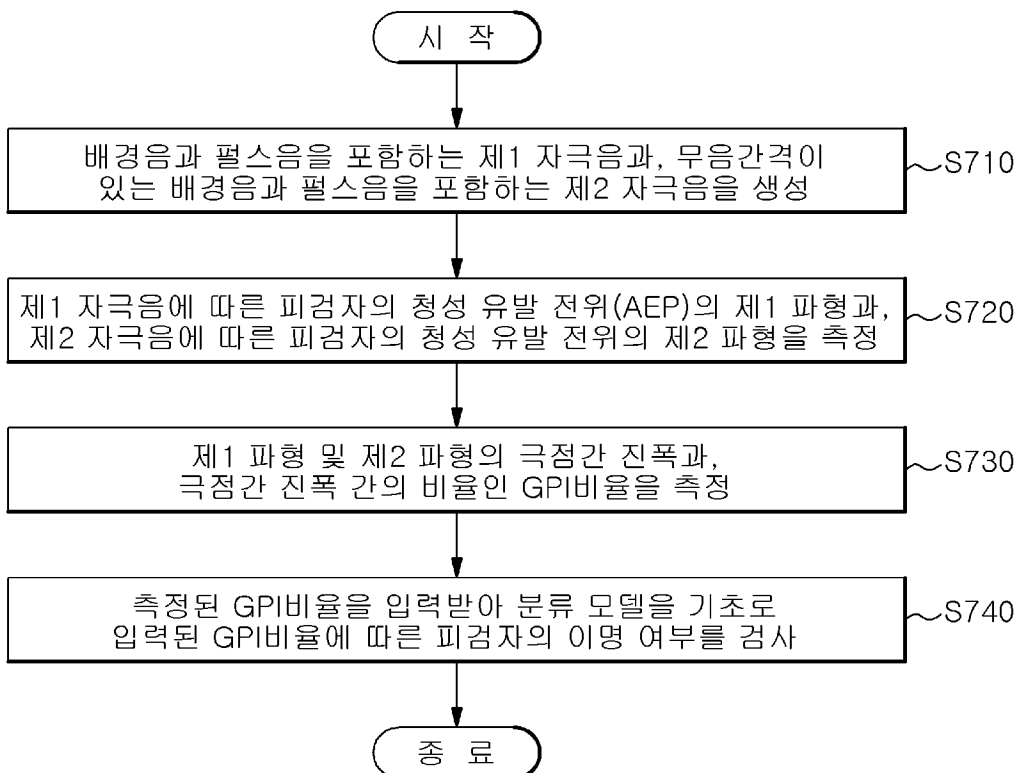 시 작
배경음과 펄스음을 포함하는 제1 자극음과, 무음간격이
있는 배경음과 펄스음을 포함하는 제2 자극음을 생성
S710
제1 자극음에 따른 피검자의 청성 유발 전위(AEP)의 제1 파형과,
제2 자극음에 따른 피검자의 청성 유발 전위의 제2 파형을 측정
S720
제1 파형 및 제2 파형의 극점간 진폭과,
극점간 진폭 간의 비율인 GPI비율을 측정
S730
측정된 GPI비율을 입력받아 분류 모델을 기초로
입력된 GPI비율에 따른 피검자의 이명 여부를 검사
S740
종 료